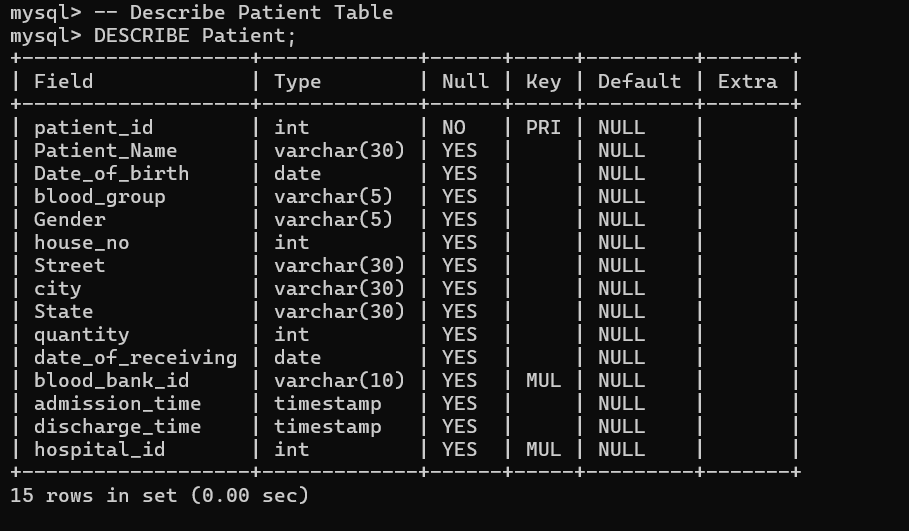 mysql> -- Describe Patient Table
mysql> DESCRIBE Patient;
+-------------------+-------------+------+-----+---------+-------+
| Field             | Type        | Null | Key | Default | Extra |
+-------------------+-------------+------+-----+---------+-------+
| patient_id        | int         | NO   | PRI | NULL    |       |
| Patient_Name      | varchar(30) | YES  |     | NULL    |       |
| Date_of_birth     | date        | YES  |     | NULL    |       |
| blood_group       | varchar(5)  | YES  |     | NULL    |       |
| Gender            | varchar(5)  | YES  |     | NULL    |       |
| house_no          | int         | YES  |     | NULL    |       |
| Street            | varchar(30) | YES  |     | NULL    |       |
| city              | varchar(30) | YES  |     | NULL    |       |
| State             | varchar(30) | YES  |     | NULL    |       |
| quantity          | int         | YES  |     | NULL    |       |
| date_of_receiving | date        | YES  |     | NULL    |       |
| blood_bank_id     | varchar(10) | YES  | MUL | NULL    |       |
| admission_time    | timestamp   | YES  |     | NULL    |       |
| discharge_time    | timestamp   | YES  |     | NULL    |       |
| hospital_id       | int         | YES  | MUL | NULL    |       |
+-------------------+-------------+------+-----+---------+-------+
15 rows in set (0.00 sec)